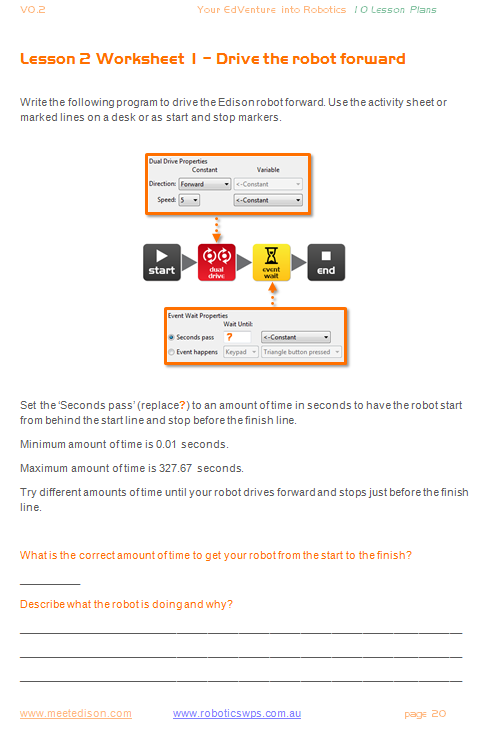 V0.2 Your EdVenture into Robotics 10 Lesson Plans
Lesson 2 Worksheet 1 – Drive the robot forward
Write the following program to drive the Edison robot forward. Use the activity sheet or
marked lines on a desk or as start and stop markers.
Dual Drive Properties
Constant Variable
Direction: Forward <-Constant
Speed: 5 <-Constant
start dual drive event wait end
Event Wait Properties
Wait Until:
Seconds pass ? <-Constant
Event happens Keypad Triangle button pressed
Set the ‘Seconds pass’ (replace?) to an amount of time in seconds to have the robot start
from behind the start line and stop before the finish line.
Minimum amount of time is 0.01 seconds.
Maximum amount of time is 327.67 seconds.
Try different amounts of time until your robot drives forward and stops just before the finish
line.
What is the correct amount of time to get your robot from the start to the finish?
Describe what the robot is doing and why?
www.meetedison.com www.roboticswps.com.au page 20